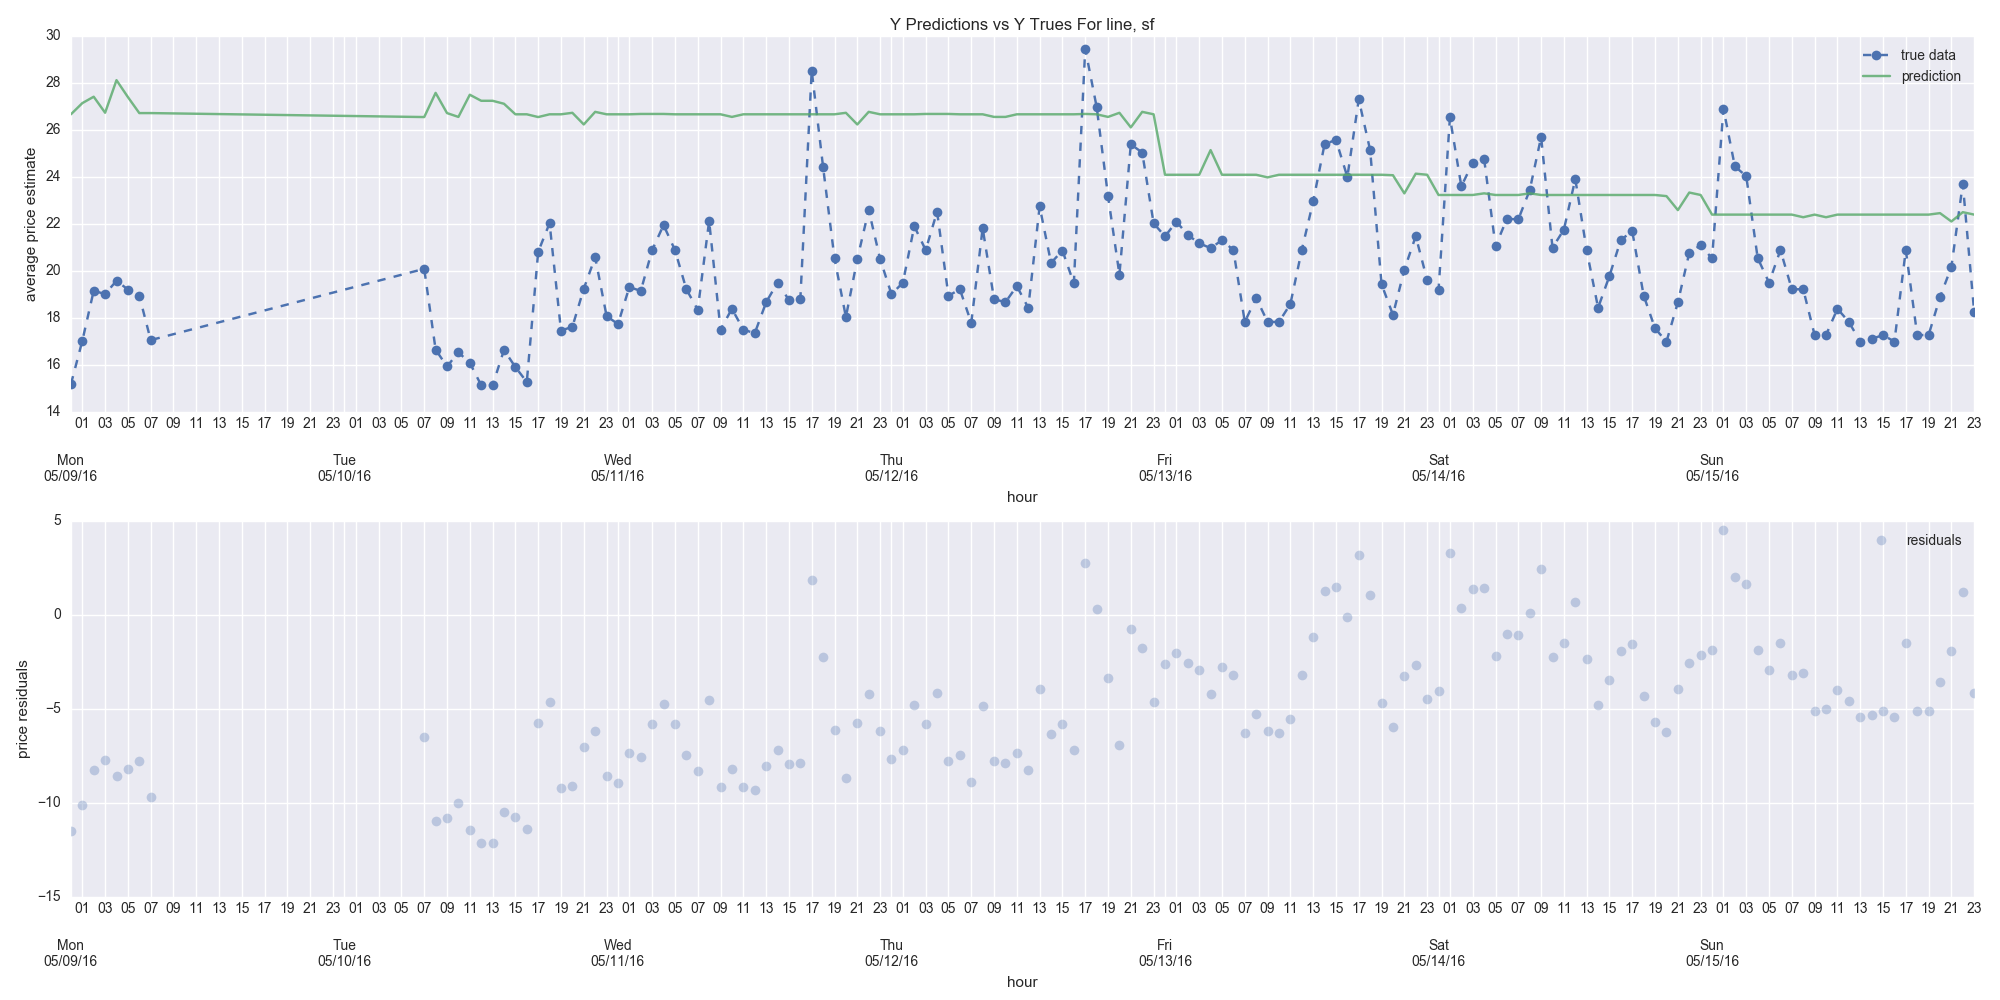 Y Predictions vs Y Trues For line, sf
30
28
26
24
22
20
18
16
14
average price estimate
true data
prediction
01 03 05 07 09 11 13 15 17 19 21 23 01 03 05 07 09 11 13 15 17 19 21 23 01 03 05 07 09 11 13 15 17 19 21 23 01 03 05 07 09 11 13 15 17 19 21 23 01 03 05 07 09 11 13 15 17 19 21 23 01 03 05 07 09 11 13 15 17 19 21 23 01 03 05 07 09 11 13 15 17 19 21 23
Mon Tue Wed Thu Fri Sat Sun
05/09/16 05/10/16 05/11/16 05/12/16 05/13/16 05/14/16 05/15/16
hour
5
0
−5
−10
−15
price residuals
residuals
01 03 05 07 09 11 13 15 17 19 21 23 01 03 05 07 09 11 13 15 17 19 21 23 01 03 05 07 09 11 13 15 17 19 21 23 01 03 05 07 09 11 13 15 17 19 21 23 01 03 05 07 09 11 13 15 17 19 21 23 01 03 05 07 09 11 13 15 17 19 21 23 01 03 05 07 09 11 13 15 17 19 21 23
Mon Tue Wed Thu Fri Sat Sun
05/09/16 05/10/16 05/11/16 05/12/16 05/13/16 05/14/16 05/15/16
hour